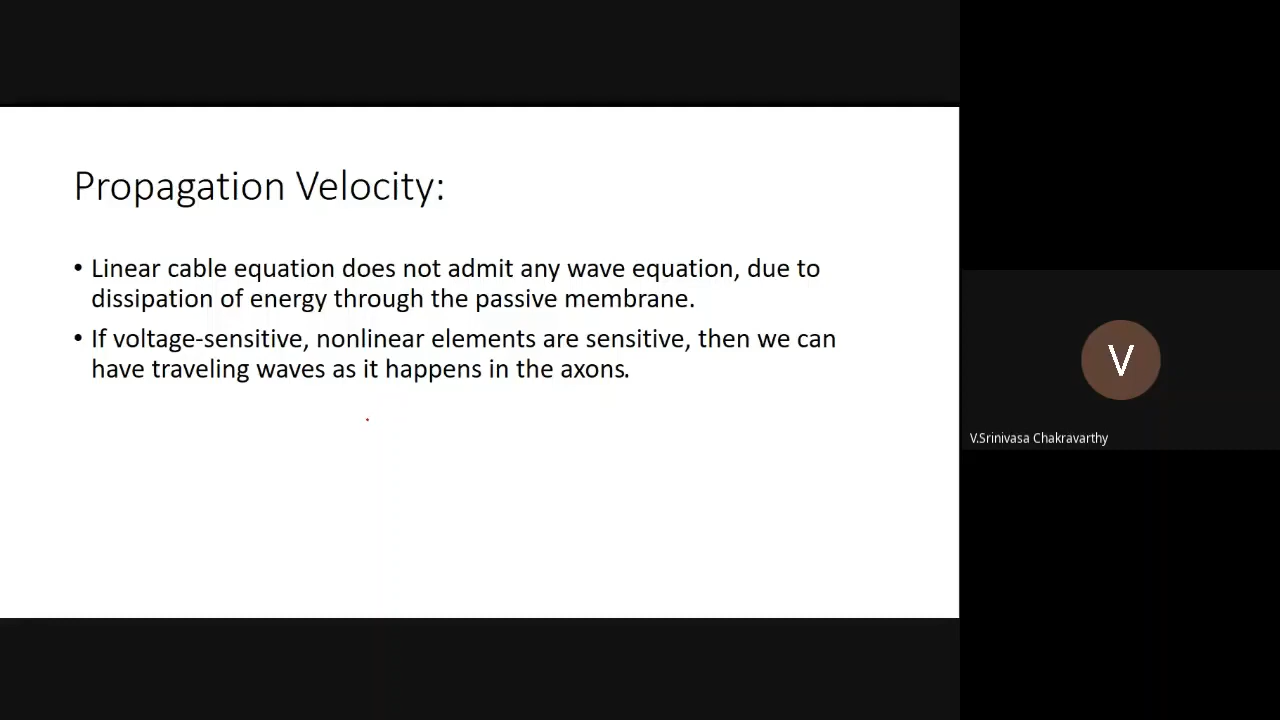 Propagation Velocity:
• Linear cable equation does not admit any wave equation, due to
dissipation of energy through the passive membrane.
• If voltage-sensitive, nonlinear elements are sensitive, then we can
have traveling waves as it happens in the axons.
V
V.Srinivasa Chakravarthy